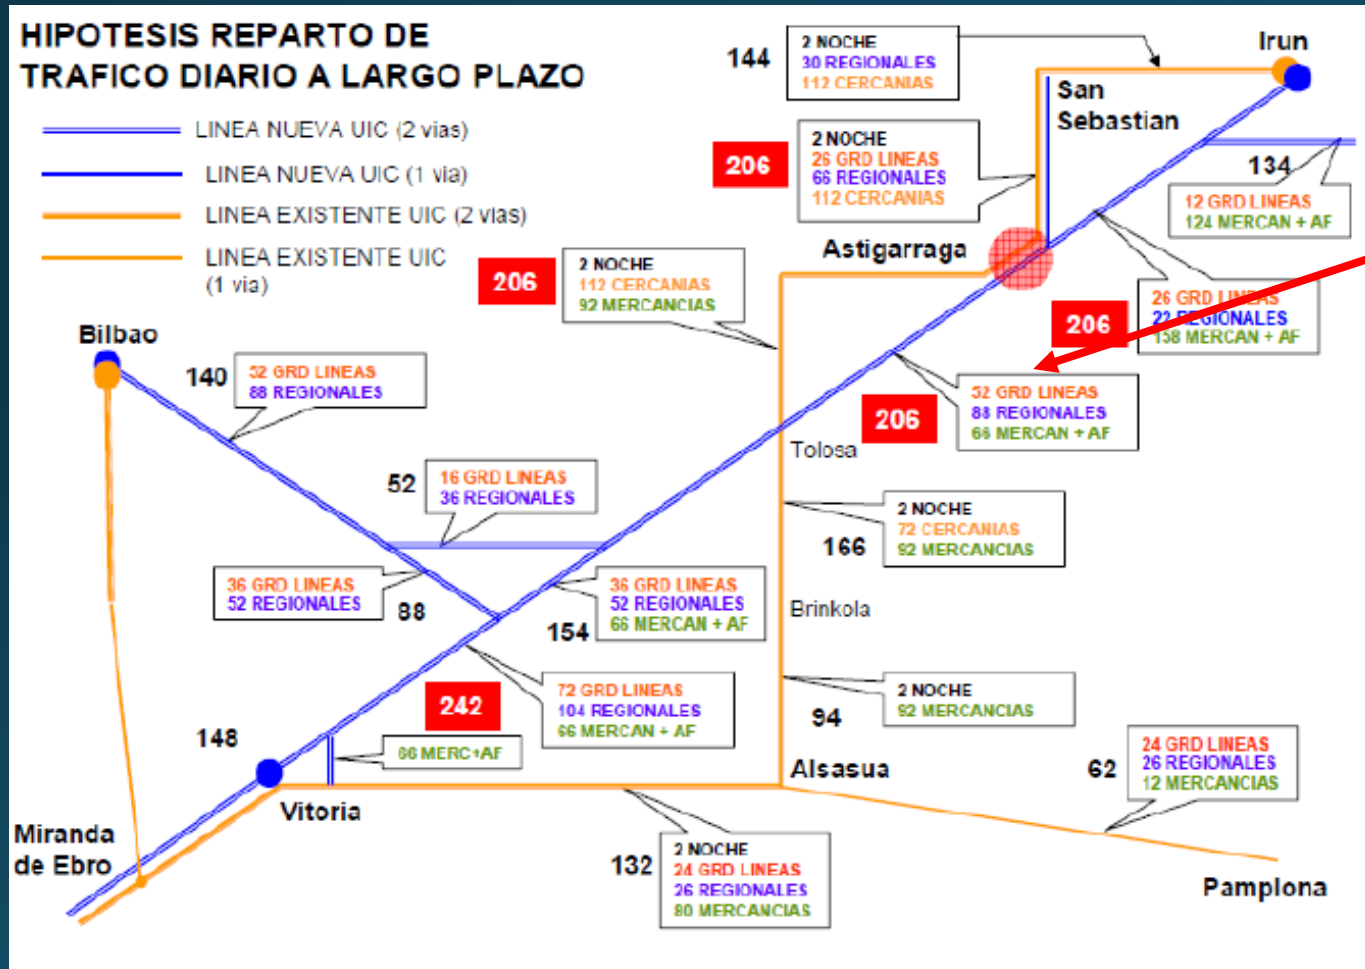 HIPOTESIS REPARTO DE
TRAFICO DIARIO A LARGO PLAZO
LINEA NUEVA UIC (2 vias)
LINEA NUEVA UIC (1 via)
LINEA EXISTENTE UIC (2 vias)
LINEA EXISTENTE UIC
(1 via)
144
2 NOCHE
30 REGIONALES
112 CERCANIAS
Irun
San
Sebastian
206
2 NOCHE
26 GRD LINEAS
66 REGIONALES
112 CERCANIAS
134
12 GRD LINEAS
124 MERCAN + AF
Astigarraga
206
2 NOCHE
112 CERCANIAS
92 MERCANCIAS
206
26 GRD LINEAS
22 REGIONALES
158 MERCAN + AF
Bilbao
140
52 GRD LINEAS
88 REGIONALES
206
52 GRD LINEAS
88 REGIONALES
66 MERCAN + AF
Tolosa
52
16 GRD LINEAS
36 REGIONALES
166
2 NOCHE
72 CERCANIAS
92 MERCANCIAS
36 GRD LINEAS
52 REGIONALES
88
154
36 GRD LINEAS
52 REGIONALES
66 MERCAN + AF
Brinkola
242
72 GRD LINEAS
104 REGIONALES
66 MERCAN + AF
94
2 NOCHE
92 MERCANCIAS
148
66 MERC+AF
Alsasua
62
24 GRD LINEAS
26 REGIONALES
12 MERCANCIAS
Vitoria
Miranda
de Ebro
132
2 NOCHE
24 GRD LINEAS
26 REGIONALES
80 MERCANCIAS
Pamplona